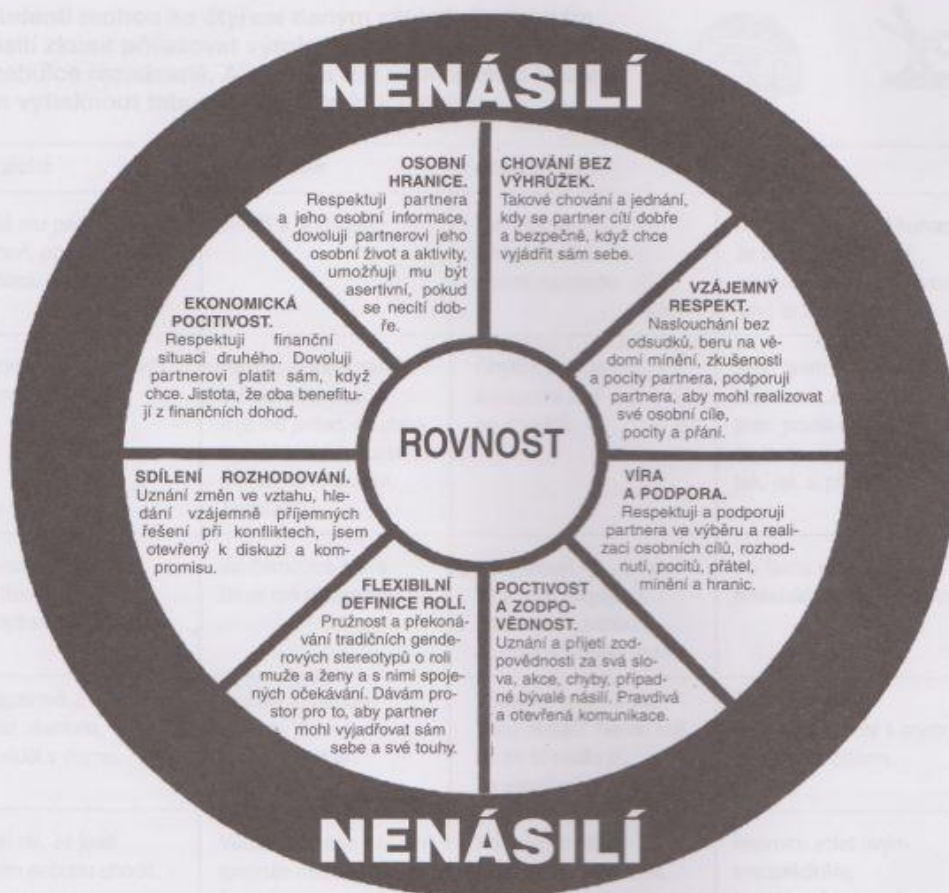 NENÁSILÍ
OSOBNÍ
HRANICE.
Respektuji partnera
a jeho osobní informace,
dovoluji partnerovi jeho
osobní život a aktivity,
umožňuji mu být
asertivní, pokud
se necítí dob-
ře.
CHOVÁNÍ BEZ
VÝHRŮŽEK.
Takové chování a jednání,
kdy se partner cítí dobře
a bezpečně, když chce
vyjádřit sám sebe.
VZÁJEMNÝ
RESPEKT.
Naslouchání bez
odsudků, beru na vě-
domí mínění, zkušenosti
a pocity partnera, podporuji
partnera, aby mohl realizovat
své osobní cíle,
pocity a přání.
EKONOMICKÁ
POCITIVOST.
Respektuji finanční
situaci druhého. Dovoluji
partnerovi platit sám, když
chce. Jistota, že oba benefitu-
jí z finančních dohod.
ROVNOST
SDÍLENÍ ROZHODOVÁNÍ.
Uznání změn ve vztahu, hle-
dání vzájemně příjemných
řešení při konfliktech, jsem
otevřený k diskuzi a kom-
promisu.
VÍRA
A PODPORA.
Respektuji a podporuji
partnera ve výběru a reali-
zaci osobních cílů, rozhod-
nutí, pocitů, přátel,
mínění a hranic.
FLEXIBILNÍ
DEFINICE ROLÍ.
Pružnost a překoná-
vání tradičních gende-
rových stereotypů o roli
muže a ženy a s nimi spoje-
ných očekávání. Dávám pro-
stor pro to, aby partner
mohl vyjadřovat sám
sebe a své touhy.
POCTIVOST
A ZODPO-
VĚDNOST.
Uznání a přijetí zod-
povědnosti za svá slo-
va, akce, chyby, případ-
né bývalé násilí. Pravdivá
a otevřená komunikace.
NENÁSILÍ